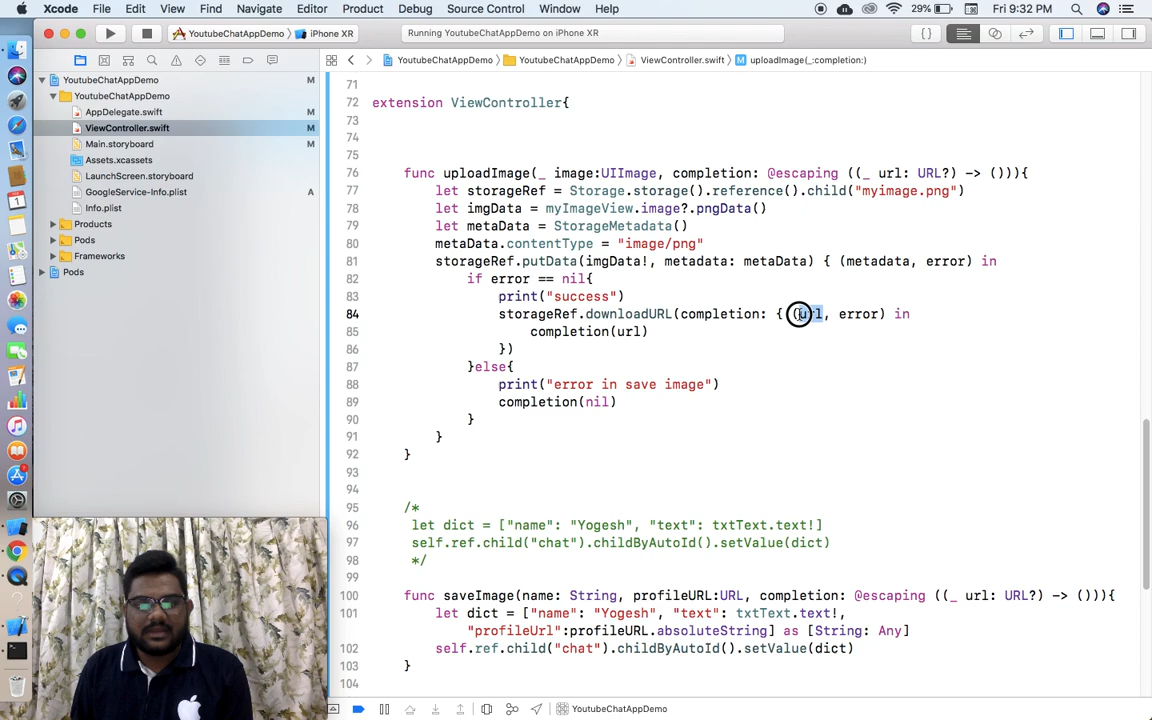 Xcode File Edit View Find Navigate Editor Product Debug Source Control Window Help 29% Fri 9:32 PM
YoutubeChatAppDemo iPhone XR Running YoutubeChatAppDemo on iPhone XR
YoutubeChatAppDemo YoutubeChatAppDemo ViewController.swift uploadImage(_:completion:)
YoutubeChatAppDemo M
YoutubeChatAppDemo
AppDelegate.swift M
ViewController.swift M
Main.storyboard M
Assets.xcassets
LaunchScreen.storyboard
GoogleService-Info.plist A
Info.plist
Products
Pods
Frameworks
Pods
71
72 extension ViewController{
73
74
75
76 func uploadImage(_ image:UIImage, completion: @escaping ((_ url: URL?) -> ())){
77 let storageRef = Storage.storage().reference().child("myimage.png")
78 let imgData = myImageView.image?.pngData()
79 let metaData = StorageMetadata()
80 metaData.contentType = "image/png"
81 storageRef.putData(imgData!, metadata: metaData) { (metadata, error) in
82 if error == nil{
83 print("success")
84 storageRef.downloadURL(completion: { (url, error) in
85 completion(url)
86 })
87 }else{
88 print("error in save image")
89 completion(nil)
90 }
91 }
92 }
93
94
95 /*
96 let dict = ["name": "Yogesh", "text": txtText.text!]
97 self.ref.child("chat").childByAutoId().setValue(dict)
98 */
99
100 func saveImage(name: String, profileURL:URL, completion: @escaping ((_ url: URL?) -> ())){
101 let dict = ["name": "Yogesh", "text": txtText.text!,
"profileUrl":profileURL.absoluteString] as [String: Any]
102 self.ref.child("chat").childByAutoId().setValue(dict)
103 }
104
YoutubeChatAppDemo